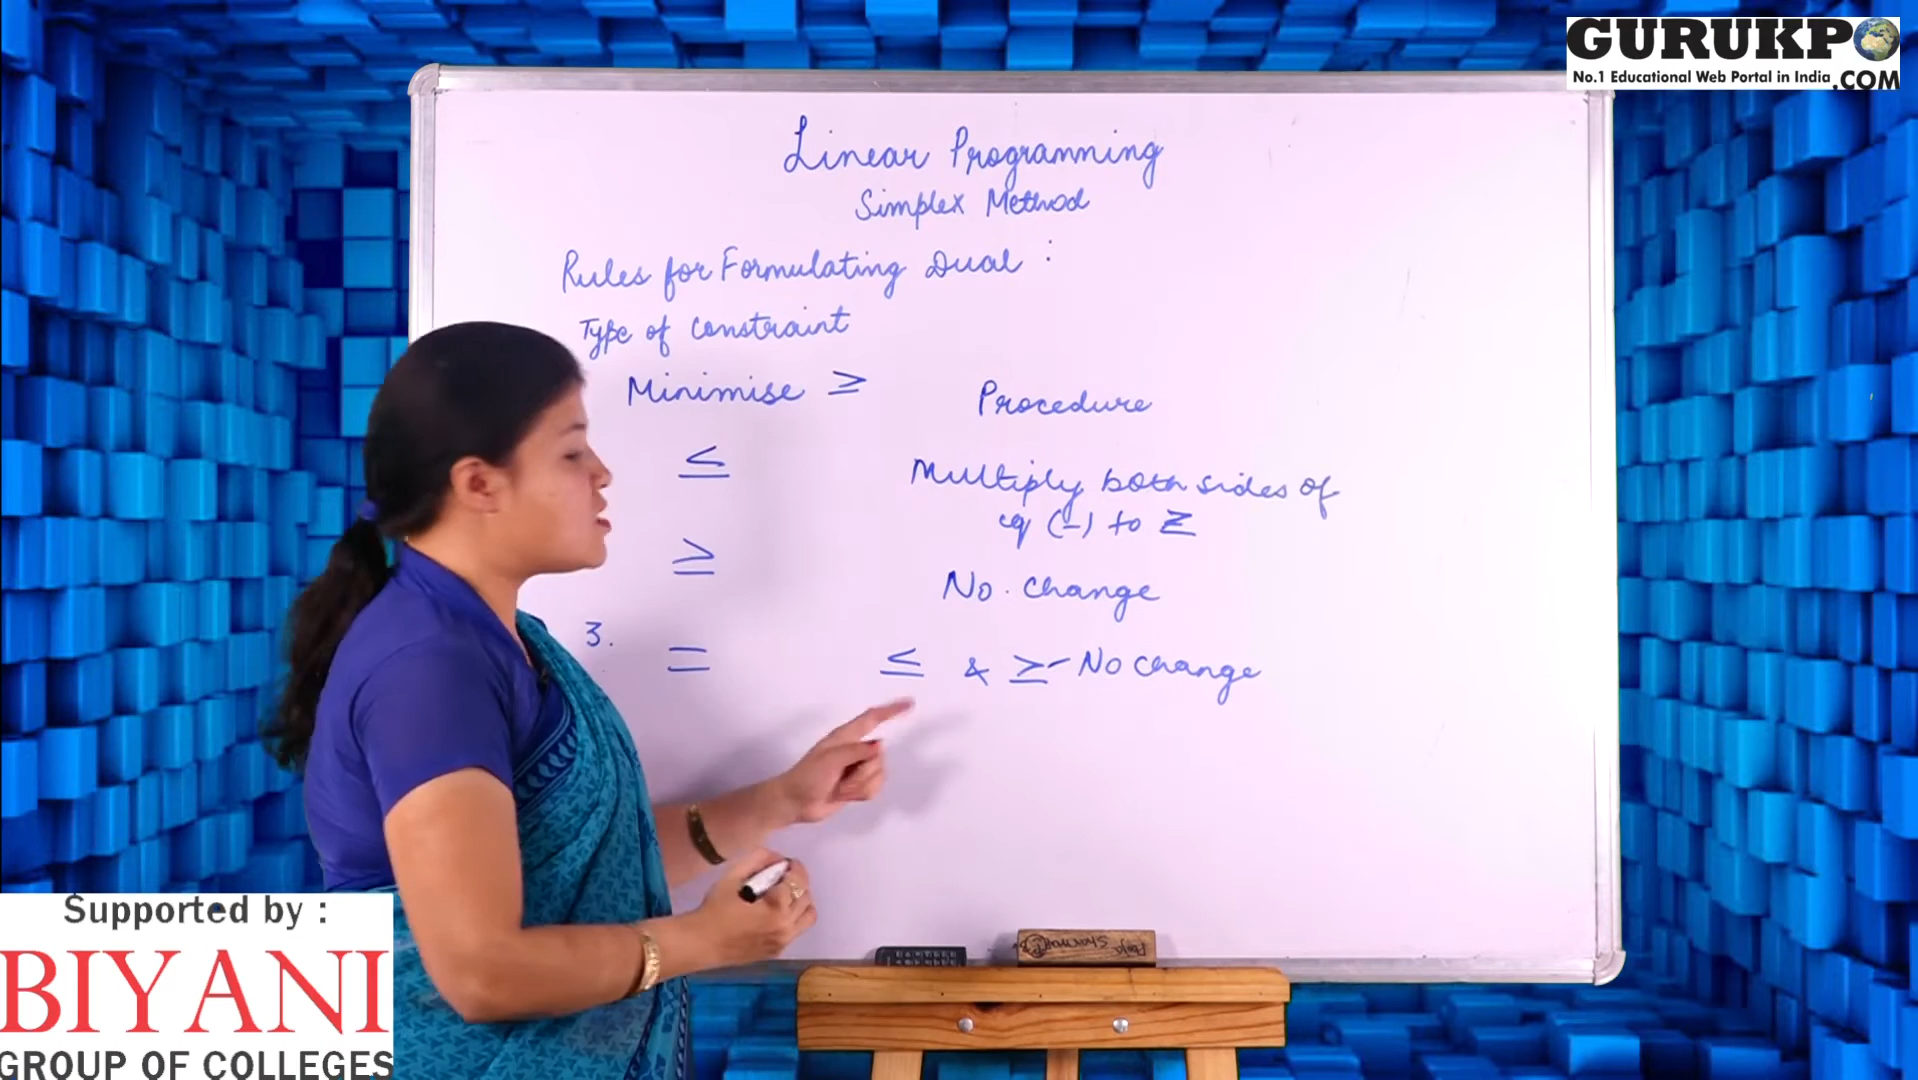 GURUKPO
No.1 Educational Web Portal in India .COM
Linear Programming
Simplex Method
Rules for Formulating Dual :
Type of constraint
Minimise ≥ Procedure
≤ Multiply both sides of
eq (-) to Z
≥ No. change
3. = ≤ & ≥ - No change
Supported by :
BIYANI
GROUP OF COLLEGES